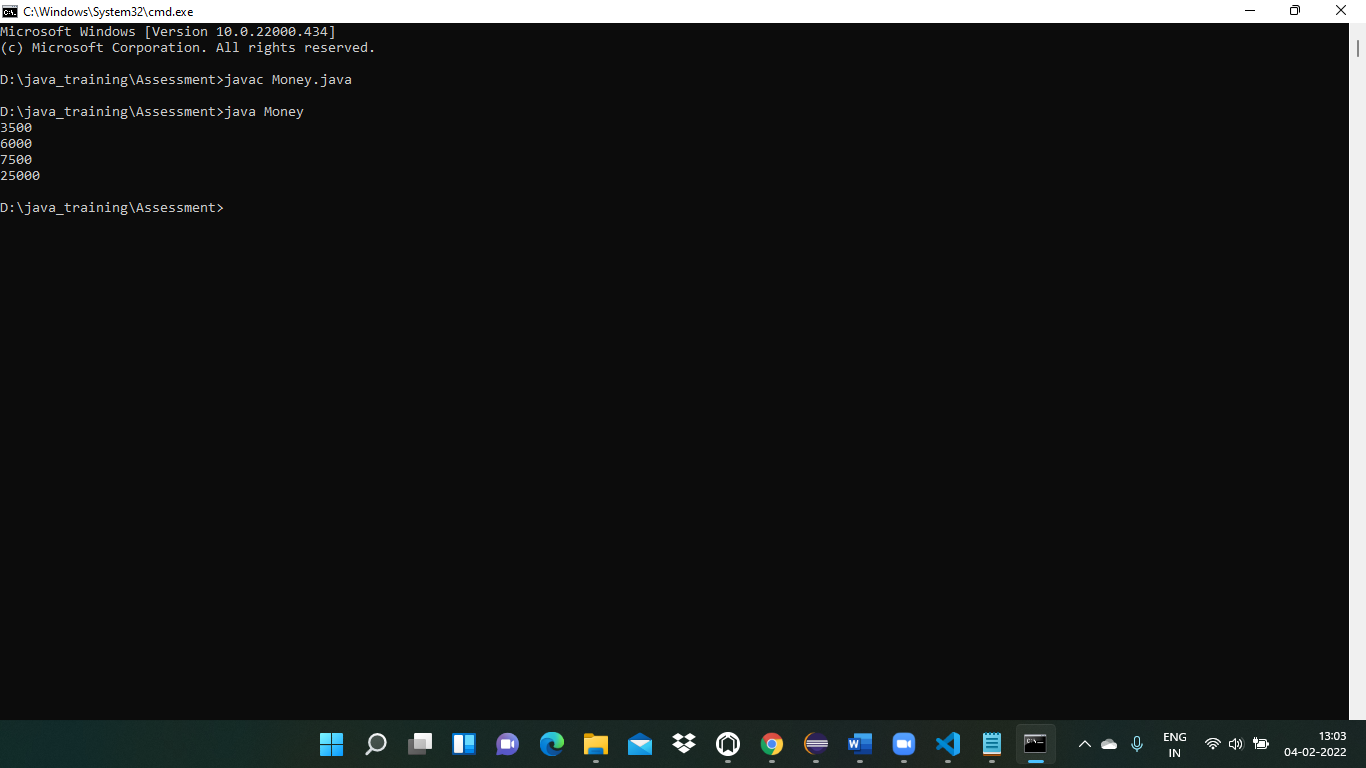 C:\Windows\System32\cmd.exe
Microsoft Windows [Version 10.0.22000.434]
(c) Microsoft Corporation. All rights reserved.
D:\java_training\Assessment>javac Money.java
D:\java_training\Assessment>java Money
3500
6000
7500
25000
D:\java_training\Assessment>
ENG
IN
13:03
04-02-2022